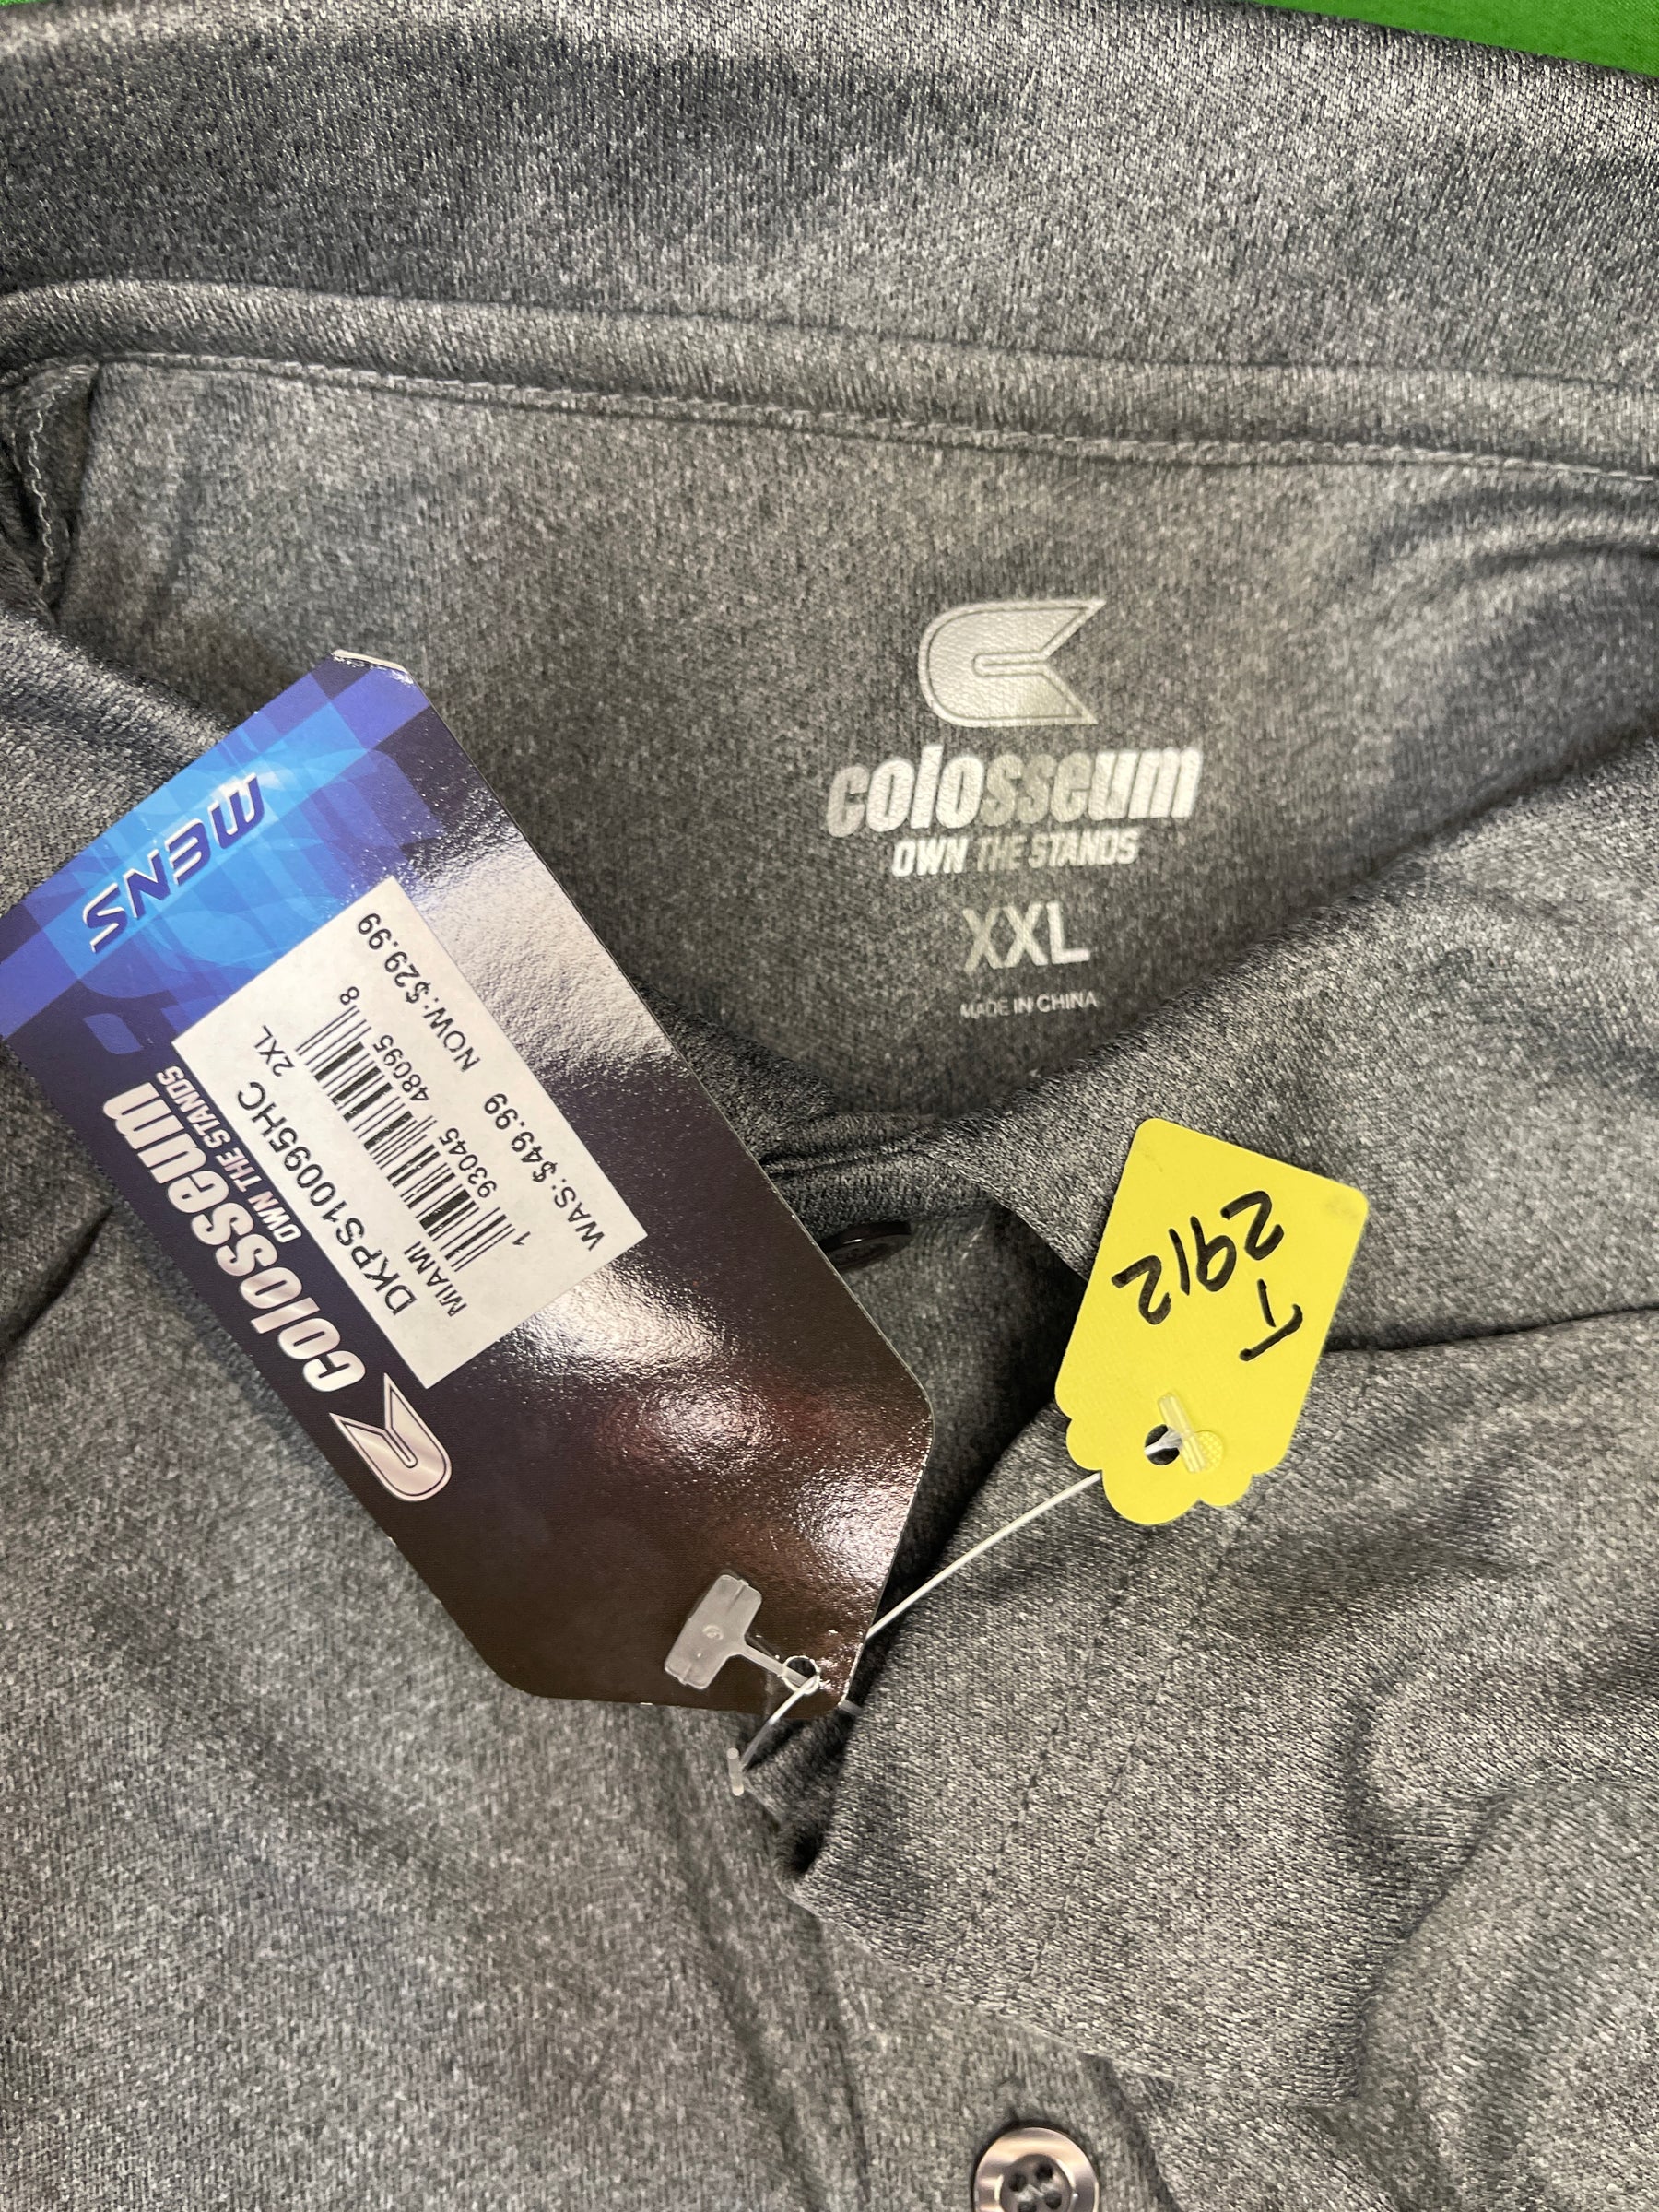 colosseum
OWN THE STANDS
XXL
MADE IN CHINA
MENS
colosseum
OWN THE STANDS
DKPS100095HC
MIAMI 2XL
1 93045 48095 8
WAS: $49.99 NOW: $29.99
T
2912